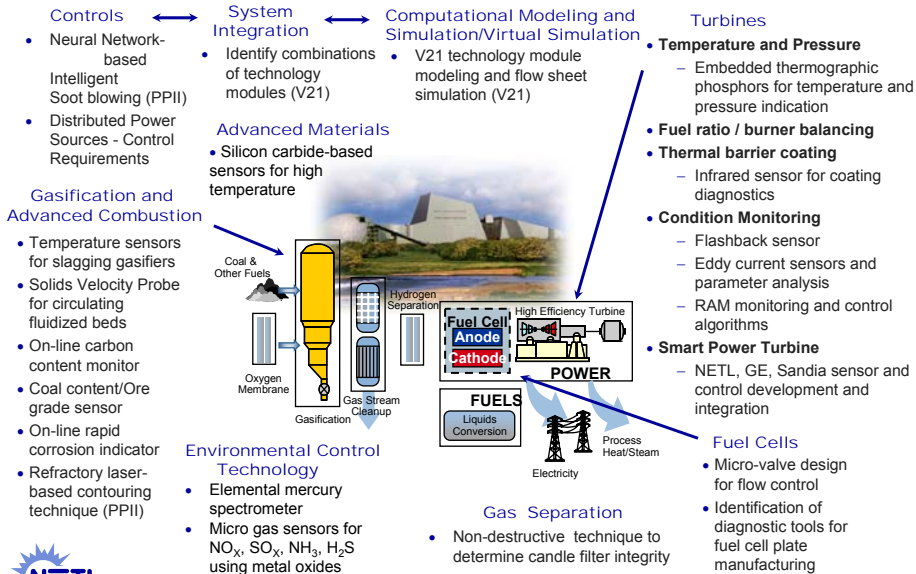 Controls
• Neural Network-
based
Intelligent
Soot blowing (PPII)
• Distributed Power
Sources - Control
Requirements
System
Integration
• Identify combinations
of technology
modules (V21)
Computational Modeling and
Simulation/Virtual Simulation
• V21 technology module
modeling and flow sheet
simulation (V21)
Turbines
• Temperature and Pressure
– Embedded thermographic
phosphors for temperature and
pressure indication
• Fuel ratio / burner balancing
• Thermal barrier coating
– Infrared sensor for coating
diagnostics
• Condition Monitoring
– Flashback sensor
– Eddy current sensors and
parameter analysis
– RAM monitoring and control
algorithms
• Smart Power Turbine
– NETL, GE, Sandia sensor and
control development and
integration
Advanced Materials
• Silicon carbide-based
sensors for high
temperature
Gasification and
Advanced Combustion
• Temperature sensors
for slagging gasifiers
• Solids Velocity Probe
for circulating
fluidized beds
• On-line carbon
content monitor
• Coal content/Ore
grade sensor
• On-line rapid
corrosion indicator
• Refractory laser-
based contouring
technique (PPII)
Coal &
Other Fuels
Oxygen
Membrane
Gasification
Gas Stream
Cleanup
Hydrogen
Separation
Fuel Cell
Anode
Cathode
High Efficiency Turbine
POWER
FUELS
Liquids
Conversion
Electricity
Process
Heat/Steam
Environmental Control
Technology
• Elemental mercury
spectrometer
• Micro gas sensors for
NOX, SOX, NH3, H2S
using metal oxides
Gas Separation
• Non-destructive technique to
determine candle filter integrity
Fuel Cells
• Micro-valve design
for flow control
• Identification of
diagnostic tools for
fuel cell plate
manufacturing
NETL